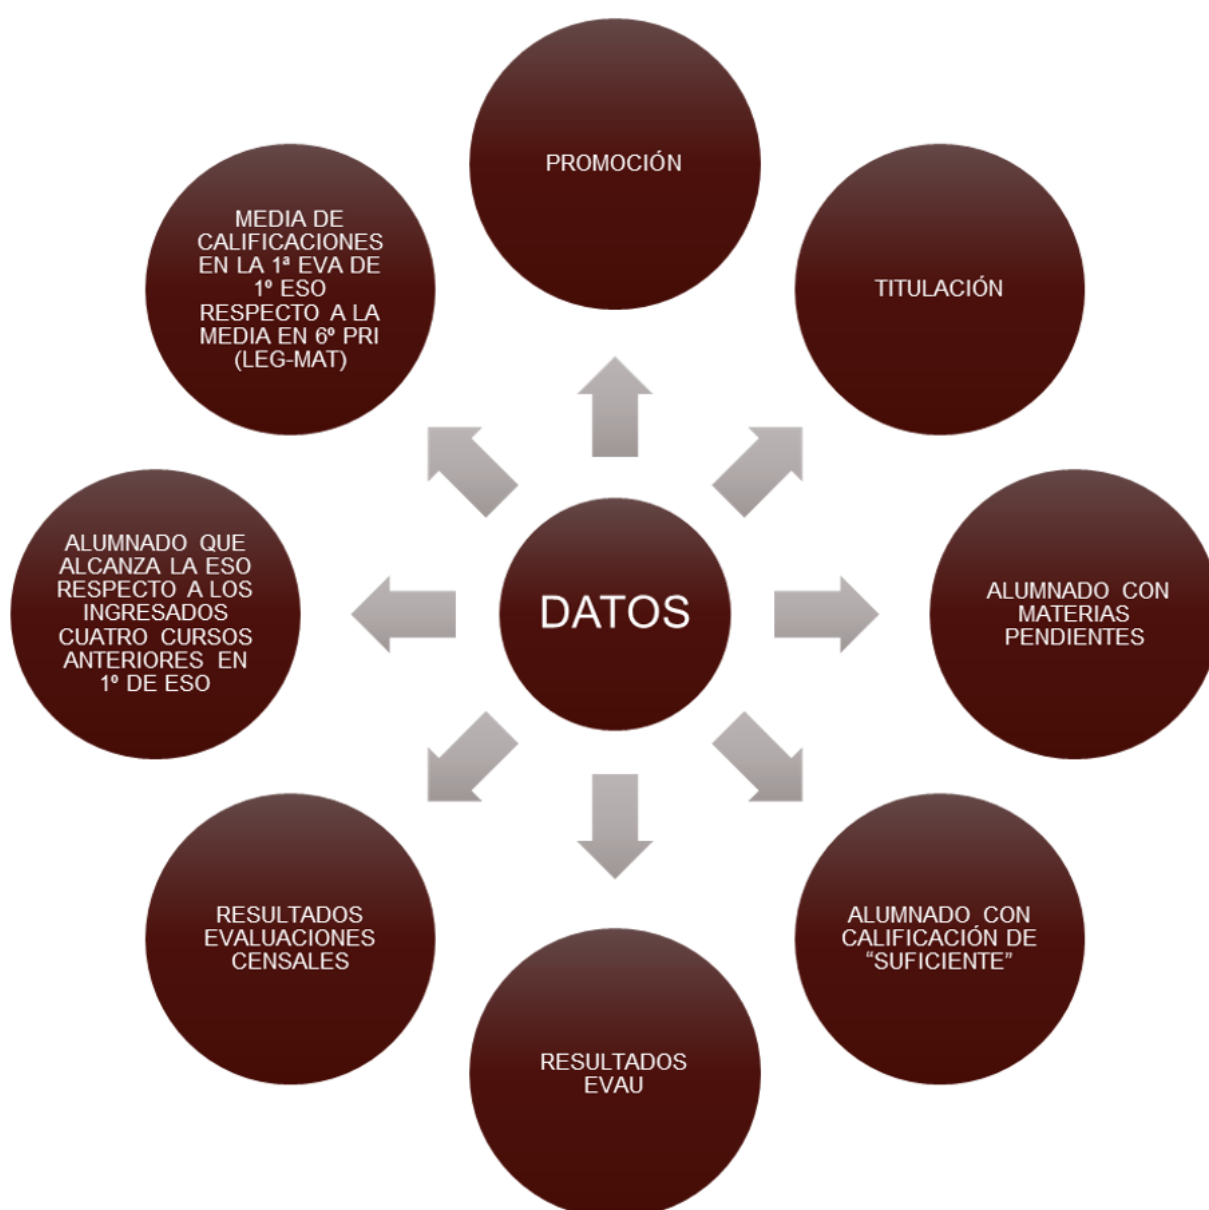 PROMOCIÓN
TITULACIÓN
ALUMNADO CON
MATERIAS
PENDIENTES
ALUMNADO CON
CALIFICACIÓN DE
“SUFICIENTE”
RESULTADOS
EVAU
RESULTADOS
EVALUACIONES
CENSALES
ALUMNADO QUE
ALCANZA LA ESO
RESPECTO A LOS
INGRESADOS
CUATRO CURSOS
ANTERIORES EN
1º DE ESO
MEDIA DE
CALIFICACIONES
EN LA 1ª EVA DE
1º ESO
RESPECTO A LA
MEDIA EN 6º PRI
(LEG-MAT)
DATOS